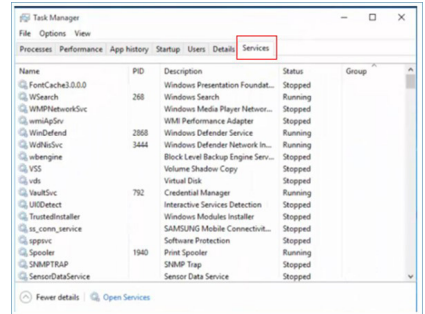 Task Manager
File Options View
Processes Performance App history Startup Users Details Services
Name PID Description Status Group
FontCache3.0.0.0 Windows Presentation Foundat... Stopped
WSearch 268 Windows Search Running
WMPNetworkSvc Windows Media Player Networ... Stopped
wmiApSrv WMI Performance Adapter Stopped
WinDefend 2868 Windows Defender Service Running
WdNisSvc 3444 Windows Defender Network In... Running
wbengine Block Level Backup Engine Serv... Stopped
VSS Volume Shadow Copy Stopped
vds Virtual Disk Stopped
VaultSvc 792 Credential Manager Running
UI0Detect Interactive Services Detection Stopped
TrustedInstaller Windows Modules Installer Stopped
ss_conn_service SAMSUNG Mobile Connectivit... Stopped
sppsvc Software Protection Stopped
Spooler 1940 Print Spooler Running
SNMPTRAP SNMP Trap Stopped
SensorDataService Sensor Data Service Stopped
Fewer details Open Services